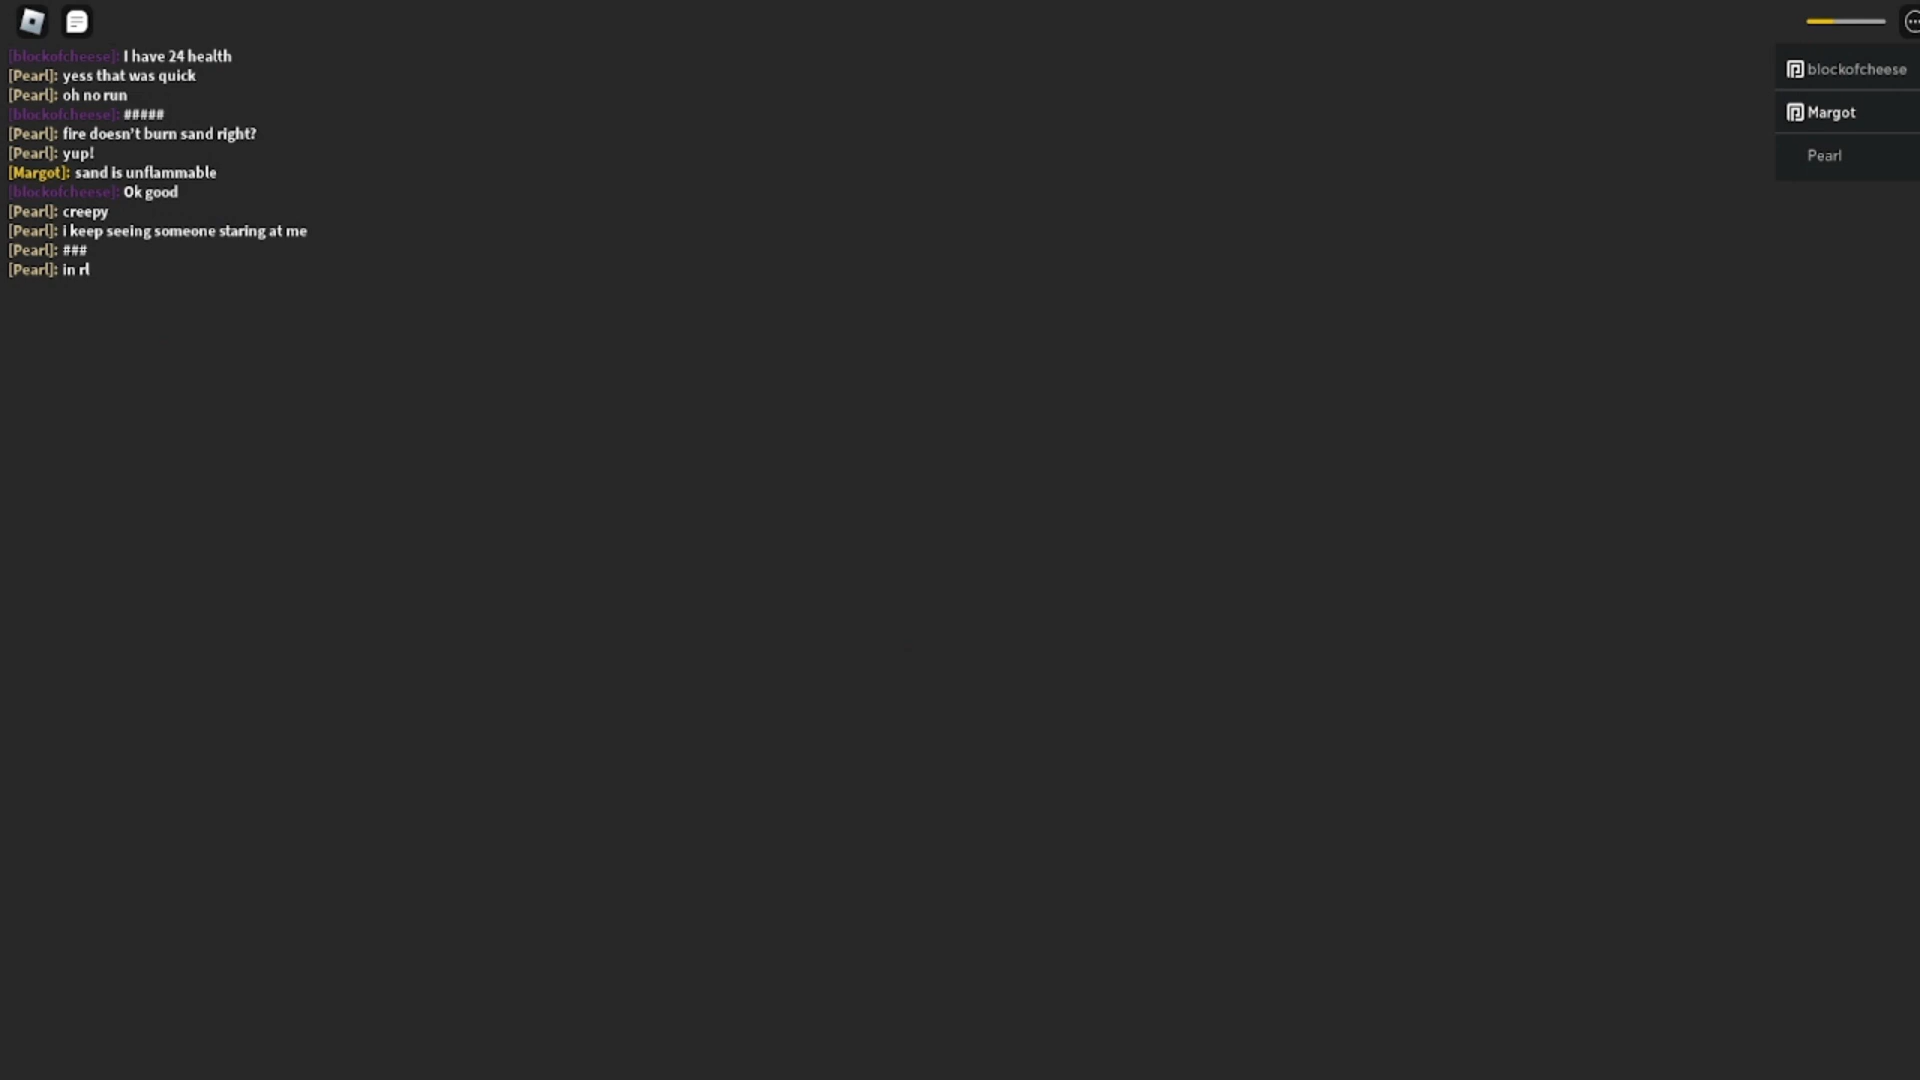 [blockofcheese]: I have 24 health
[Pearl]: yess that was quick
[Pearl]: oh no run
[blockofcheese]: #####
[Pearl]: fire doesn't burn sand right?
[Pearl]: yup!
[Margot]: sand is unflammable
[blockofcheese]: Ok good
[Pearl]: creepy
[Pearl]: i keep seeing someone staring at me
[Pearl]: ###
[Pearl]: in rl
blockofcheese
Margot
Pearl